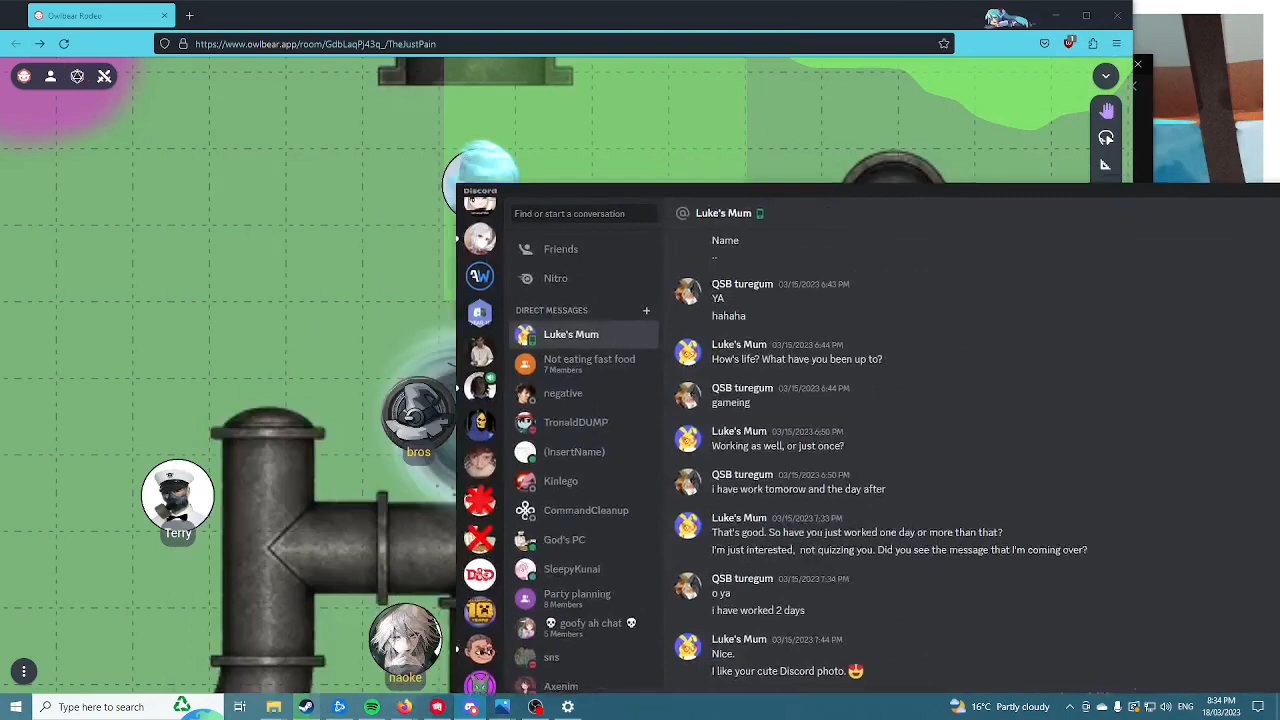 Owlbear Rodeo
https://www.owlbear.app/room/GdbLaqPj43q_/TheJustPain
1
Terry
bros
naoke
Discord
Find or start a conversation
Friends
Nitro
DIRECT MESSAGES
Luke's Mum
Not eating fast food
7 Members
negative
TronaldDUMP
(InsertName)
Kinlego
CommandCleanup
God's PC
SleepyKunai
Party planning
8 Members
💀 goofy ah chat 💀
5 Members
sns
Axenim
D&D
Luke's Mum
Name
..
QSB turegum 03/15/2023 6:43 PM
YA
hahaha
Luke's Mum 03/15/2023 6:44 PM
How's life? What have you been up to?
QSB turegum 03/15/2023 6:44 PM
gameing
Luke's Mum 03/15/2023 6:50 PM
Working as well, or just once?
QSB turegum 03/15/2023 6:50 PM
i have work tomorow and the day after
Luke's Mum 03/15/2023 7:33 PM
That's good. So have you just worked one day or more than that?
I'm just interested, not quizzing you. Did you see the message that I'm coming over?
QSB turegum 03/15/2023 7:34 PM
o ya
i have worked 2 days
Luke's Mum 03/15/2023 7:44 PM
Nice.
I like your cute Discord photo. 😍
Type here to search
16°C Partly cloudy
ENG
8:34 PM
18/03/2023